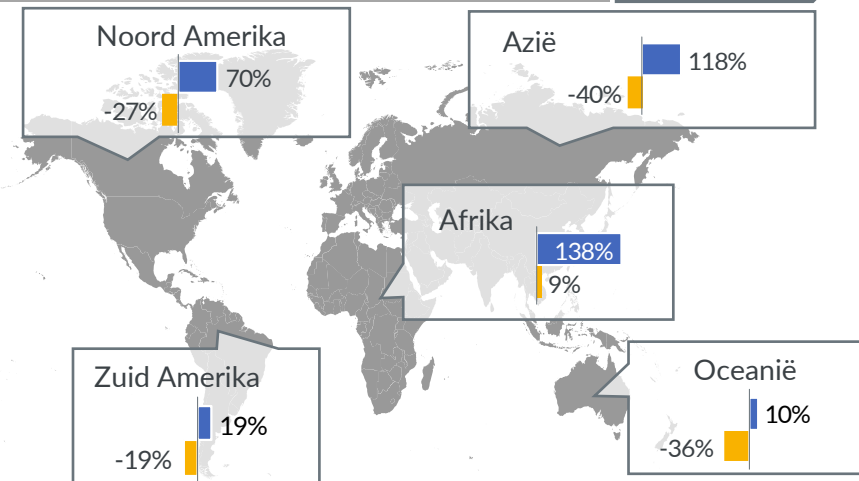 Noord Amerika
70%
-27%
Azië
118%
-40%
Afrika
138%
9%
Zuid Amerika
19%
-19%
Oceanië
10%
-36%